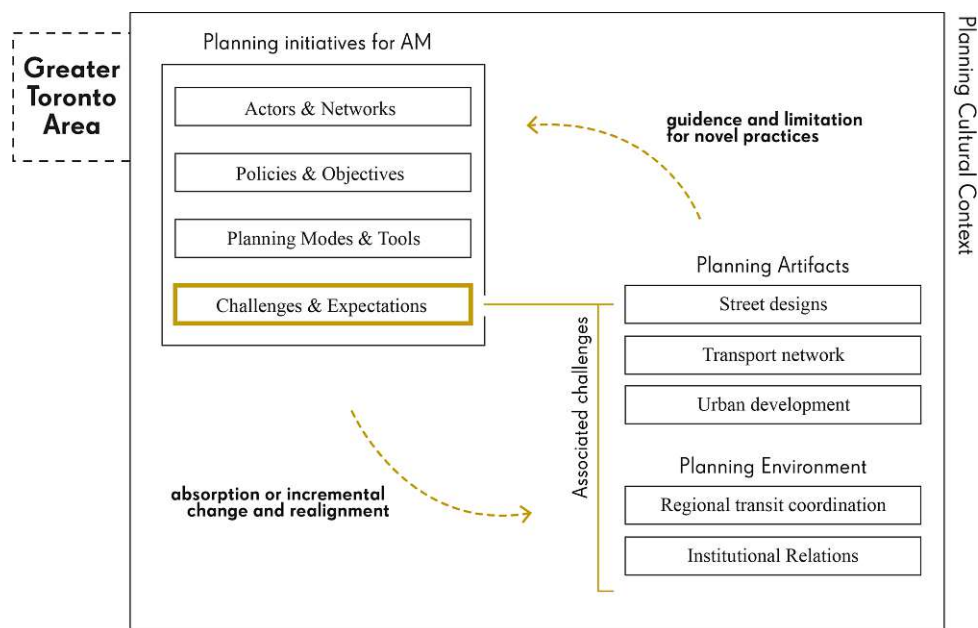 Greater
Toronto
Area
Planning initiatives for AM
Actors & Networks
Policies & Objectives
Planning Modes & Tools
Challenges & Expectations
guidence and limitation
for novel practices
Planning Cultural Context
Planning Artifacts
Street designs
Transport network
Urban development
Associated challenges
Planning Environment
Regional transit coordination
Institutional Relations
absorption or incremental
change and realignment